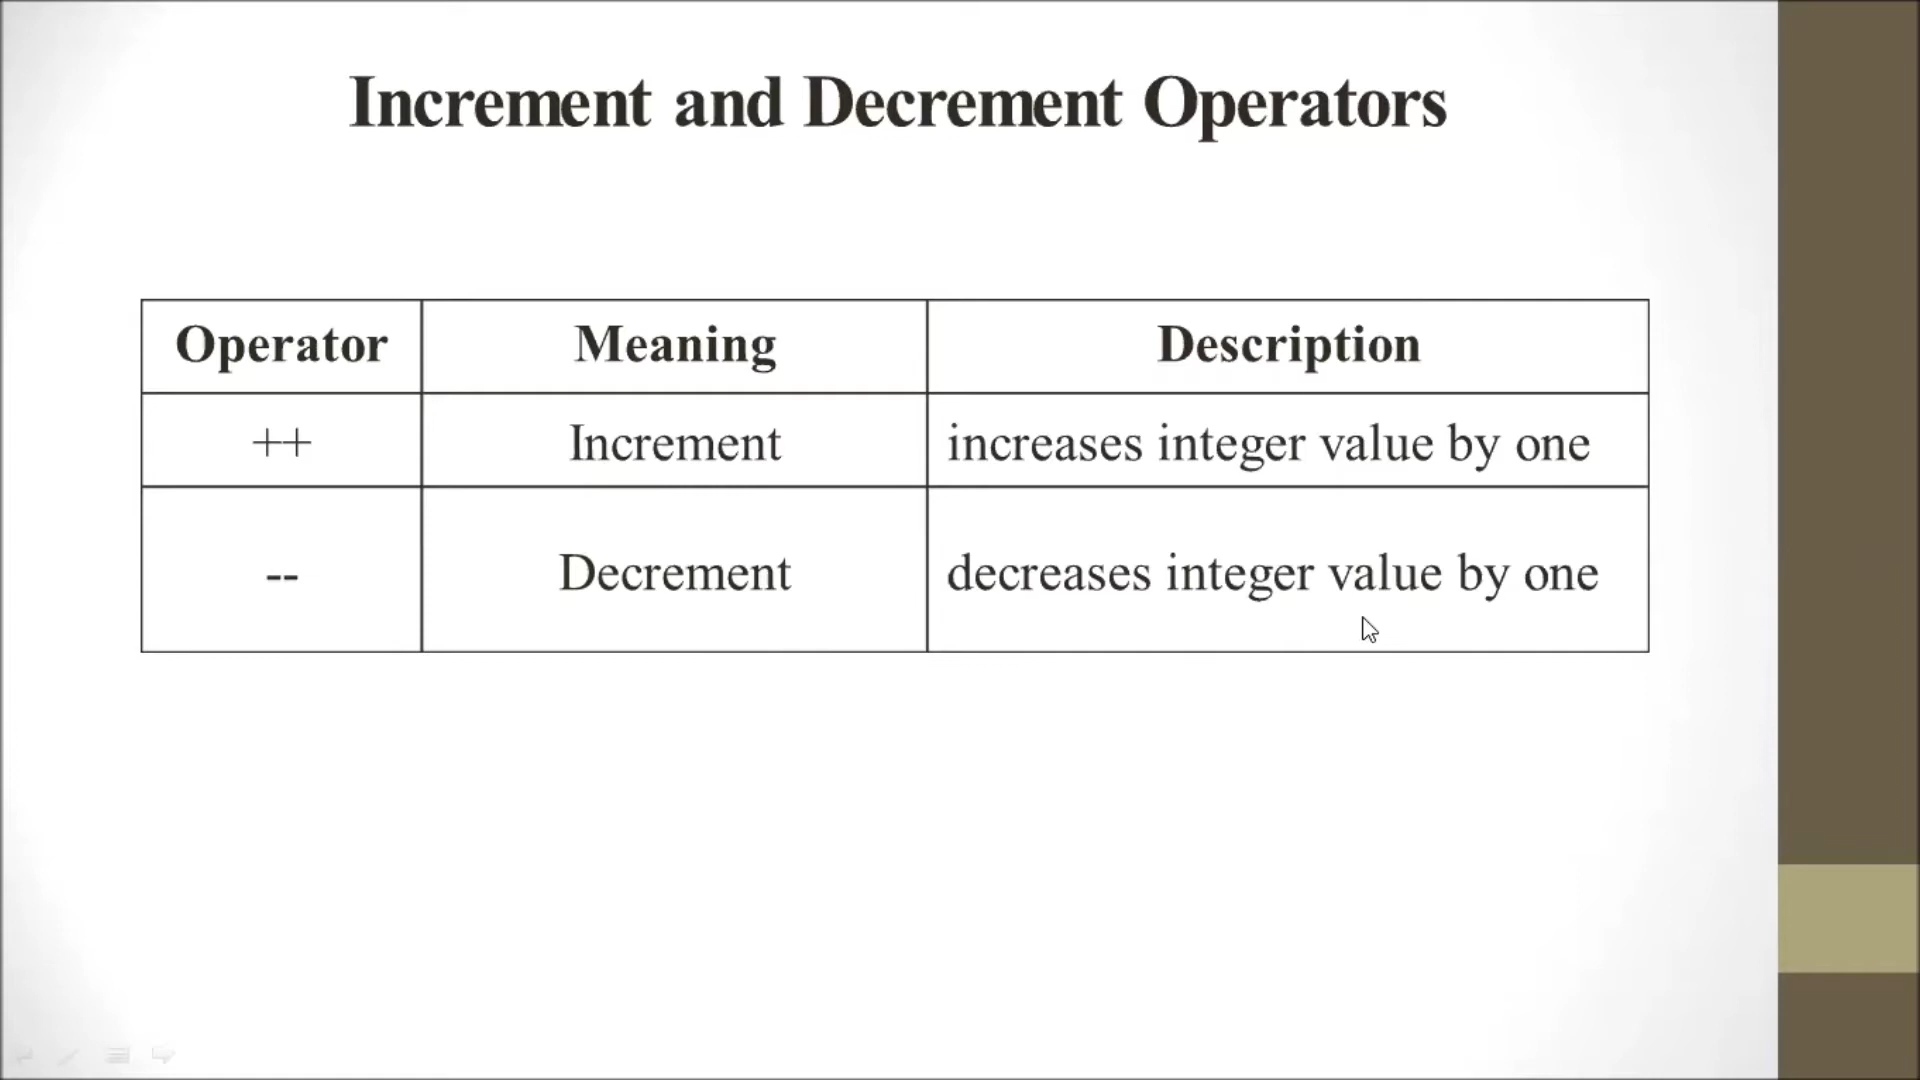 Increment and Decrement Operators
Operator Meaning Description
++ Increment increases integer value by one
-- Decrement decreases integer value by one